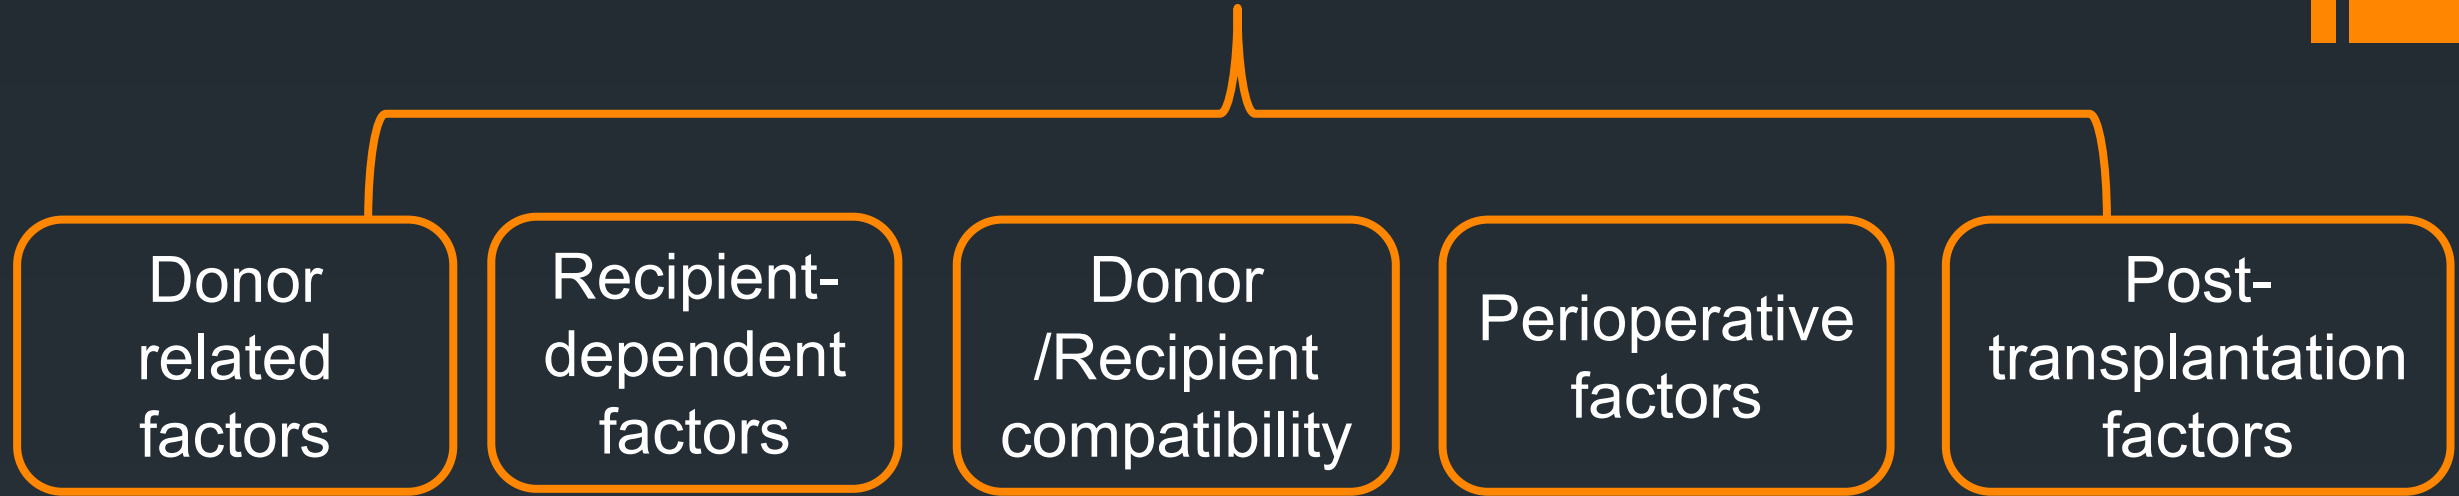 Donor
related
factors
Recipient-
dependent
factors
Donor
/Recipient
compatibility
Perioperative
factors
Post-
transplantation
factors